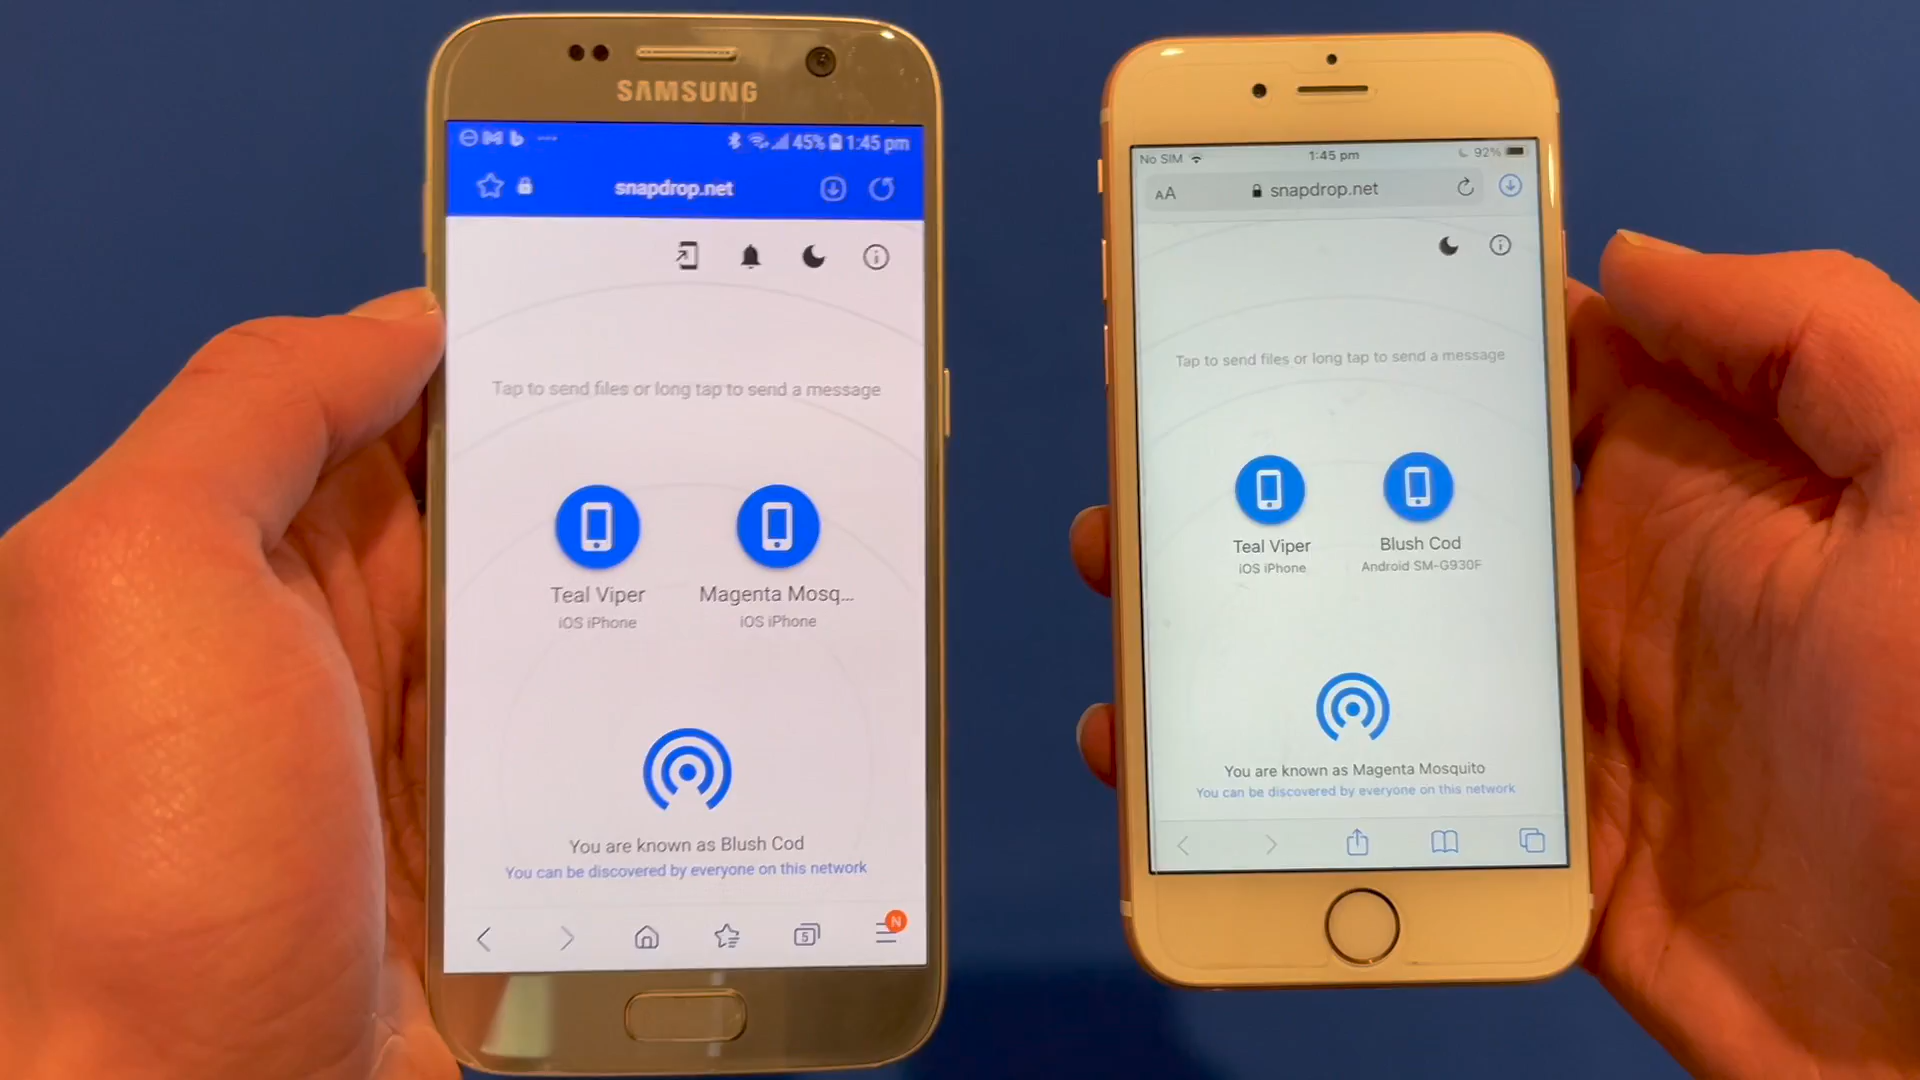 SAMSUNG
45% 1:45 pm
snapdrop.net
Tap to send files or long tap to send a message
Teal Viper
iOS iPhone
Magenta Mosq...
iOS iPhone
You are known as Blush Cod
You can be discovered by everyone on this network
5
N
No SIM
1:45 pm
92%
AA
snapdrop.net
Tap to send files or long tap to send a message
Teal Viper
iOS iPhone
Blush Cod
Android SM-G930F
You are known as Magenta Mosquito
You can be discovered by everyone on this network